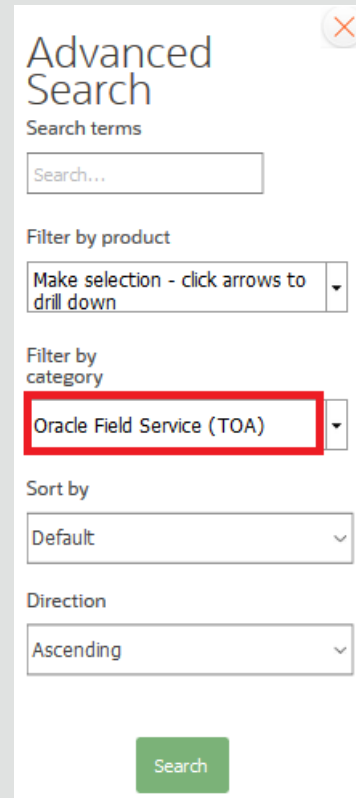 Advanced
Search
Search terms
Search...
Filter by product
Make selection - click arrows to
drill down
Filter by
category
Oracle Field Service (TOA)
Sort by
Default
Direction
Ascending
Search